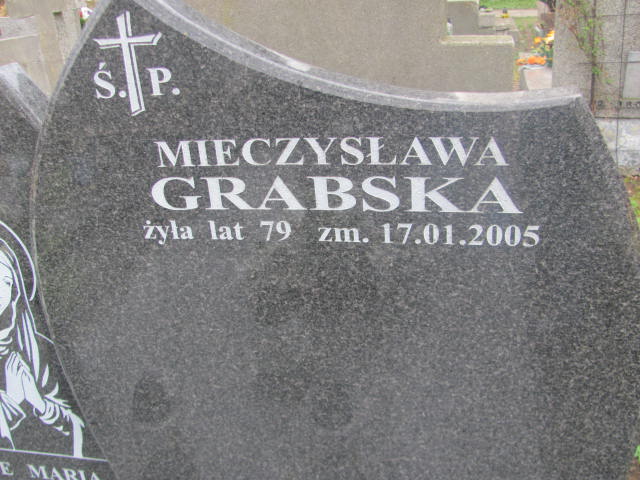 Ś. P.
MIECZYSŁAWA
GRABSKA
żyła lat 79 zm. 17.01.2005
MARIA